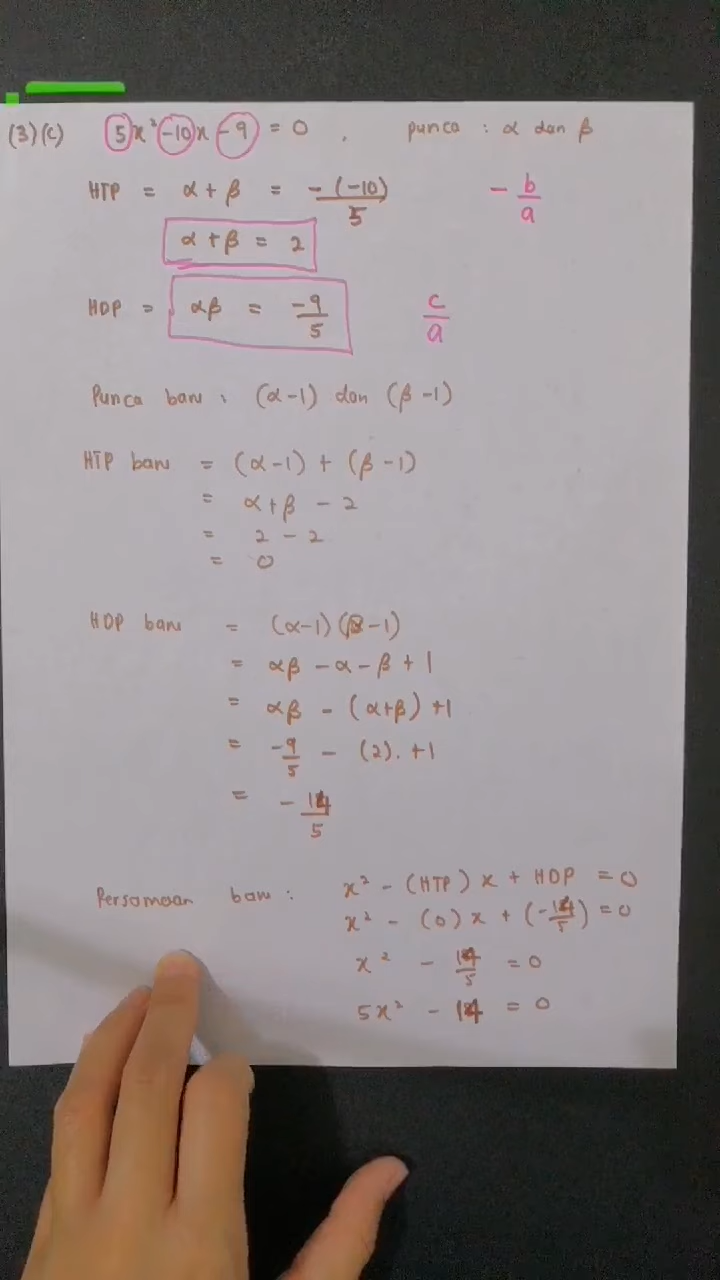 (3)(c) 5x² -10x - 9 = 0 , punca : α dan β
HTP = α + β = -(-10)/5 -b/a
α + β = 2
HDP = αβ = -9/5 c/a
Punca baru : (α-1) dan (β-1)
HTP baru = (α-1) + (β-1)
= α+β - 2
= 2 - 2
= 0
HDP baru = (α-1)(β-1)
= αβ - α - β + 1
= αβ - (α+β) +1
= -9/5 - (2). +1
= -14/5
Persamaan baru : x² - (HTP) x + HDP = 0
x² - (0) x + (-14/5) = 0
x² - 14/5 = 0
5x² - 14 = 0